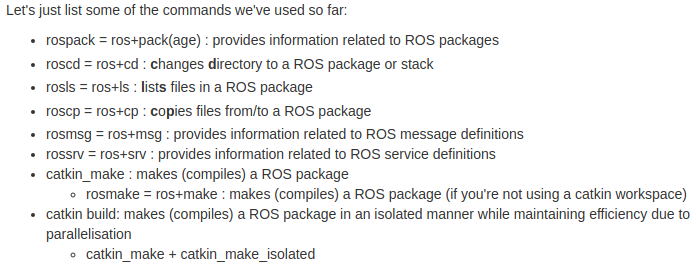 Let's just list some of the commands we've used so far:
rospack = ros+pack(age) : provides information related to ROS packages
roscd = ros+cd : changes directory to a ROS package or stack
rosls = ros+ls : lists files in a ROS package
roscp = ros+cp : copies files from/to a ROS package
rosmsg = ros+msg : provides information related to ROS message definitions
rossrv = ros+srv : provides information related to ROS service definitions
catkin_make : makes (compiles) a ROS package
rosmake = ros+make : makes (compiles) a ROS package (if you're not using a catkin workspace)
catkin build: makes (compiles) a ROS package in an isolated manner while maintaining efficiency due to
parallelisation
catkin_make + catkin_make_isolated